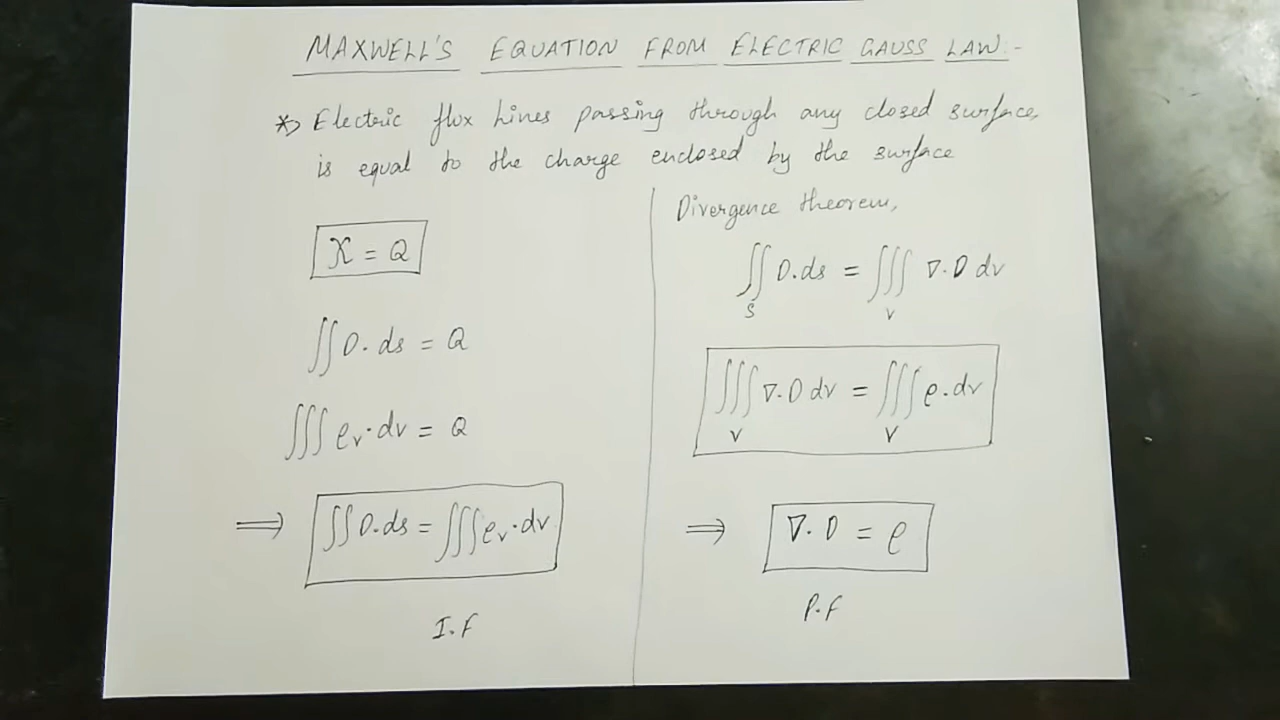 MAXWELL'S EQUATION FROM ELECTRIC GAUSS LAW :-
*> Electric flux lines passing through any closed surface,
is equal to the charge enclosed by the surface
χ = Q
∬ D. ds = Q
∭ ρv. dv = Q
⟹ ∬ D.ds = ∭ ρv. dv
I.F
Divergence theorem,
∬S D.ds = ∭V ∇.D dv
∭V ∇.D dv = ∭V ρ.dv
⟹ ∇. D = ρ
P.F